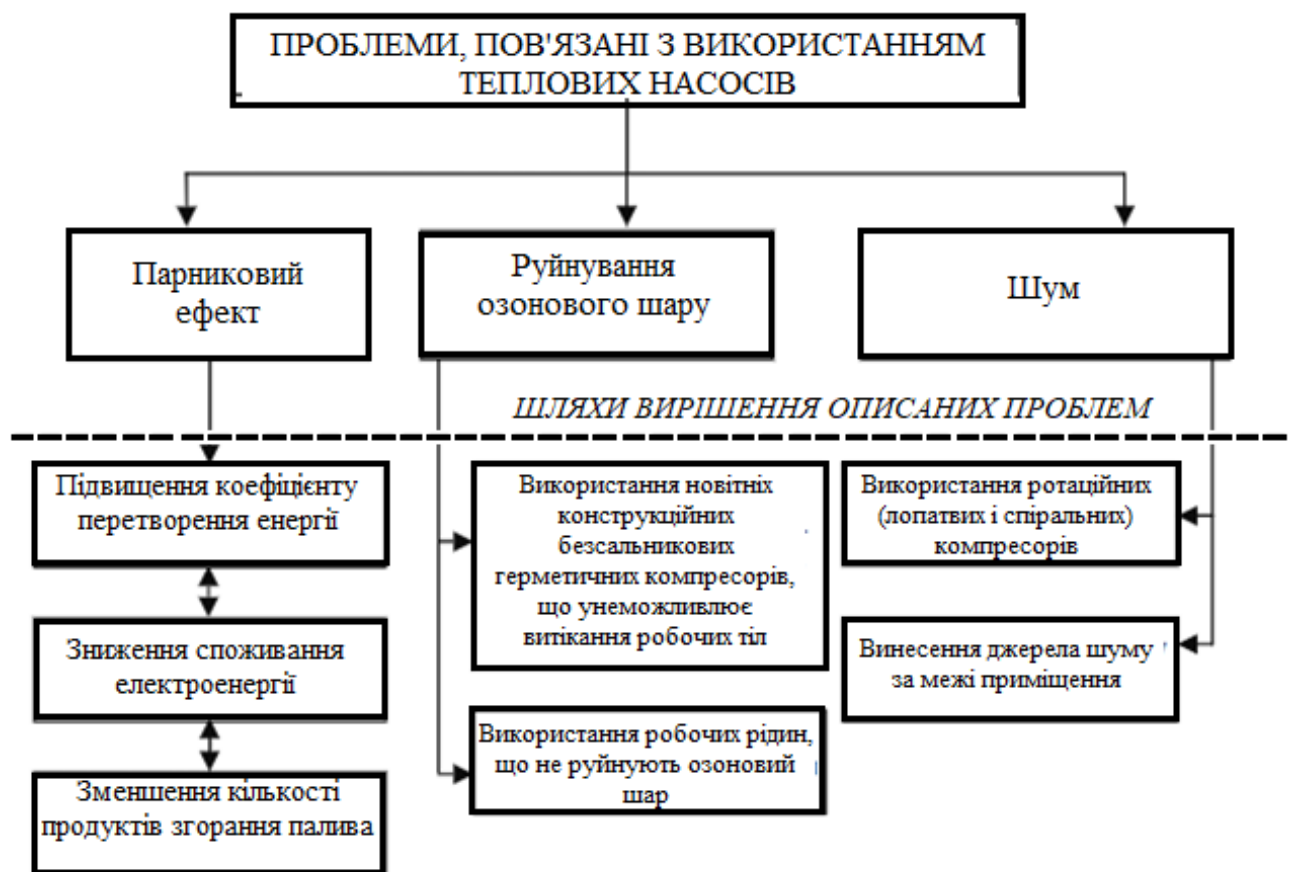 ПРОБЛЕМИ, ПОВ'ЯЗАНІ З ВИКОРИСТАННЯМ
ТЕПЛОВИХ НАСОСІВ
Парниковий
ефект
Руйнування
озонового шару
Шум
ШЛЯХИ ВИРІШЕННЯ ОПИСАНИХ ПРОБЛЕМ
Підвищення коефіцієнту
перетворення енергії
Зниження споживання
електроенергії
Зменшення кількості
продуктів згорання палива
Використання новітніх
конструкційних
безсальникових
герметичних компресорів,
що унеможливлює
витікання робочих тіл
Використання робочих рідин,
що не руйнують озоновий
шар
Використання ротаційних
(лопатвих і спіральних)
компресорів
Винесення джерела шуму
за межі приміщення